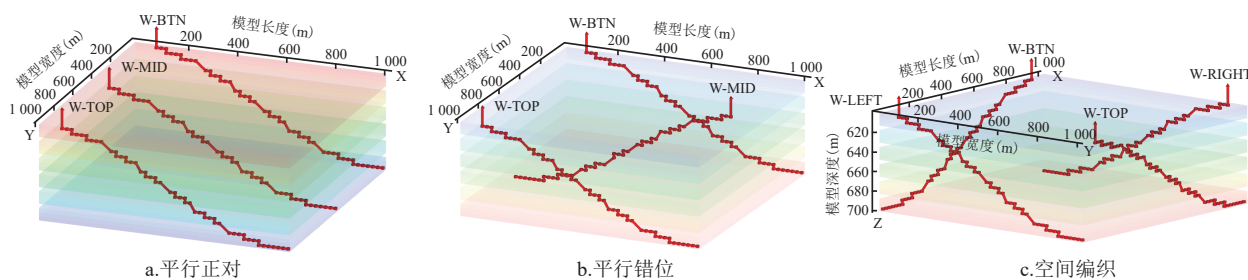 W-BTN
模型长度(m)
200
400
600
800
1 000
X
模型宽度(m)
200
400
600
800
1 000
Y
W-MID
W-TOP
a.平行正对
W-BTN
模型长度(m)
200
400
600
800
1 000
X
模型宽度(m)
200
400
600
800
1 000
Y
W-MID
W-TOP
b.平行错位
W-BTN
1 000
X
模型长度(m)
200
400
600
800
W-RIGHT
W-LEFT
W-TOP
200
400
600
800
1 000
Y
模型宽度(m)
模型深度(m)
620
640
660
680
700
Z
c.空间编织